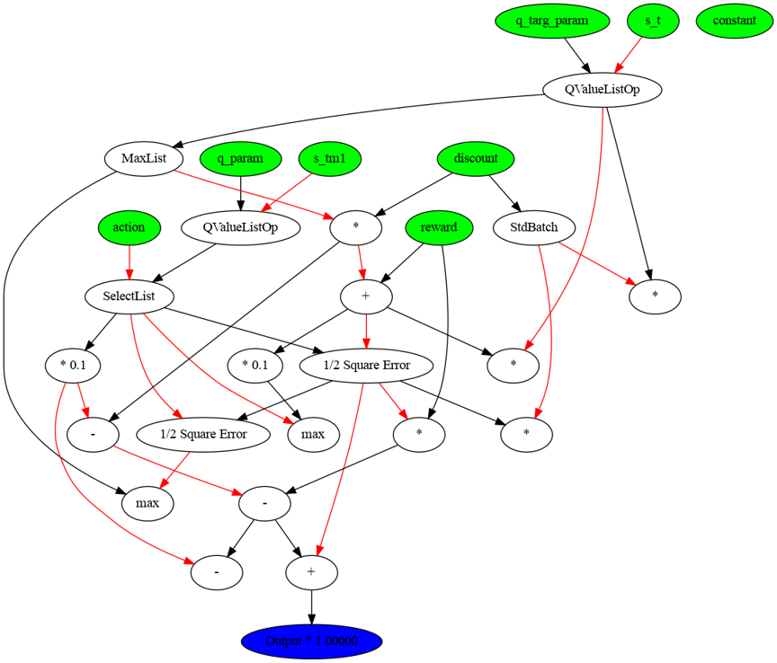 q_targ_param s_t constant
QValueListOp
MaxList q_param s_tm1 discount
action QValueListOp * reward StdBatch
SelectList + *
* 0.1 * 0.1 1/2 Square Error *
- 1/2 Square Error max * *
max -
- +
Output * 1.00000